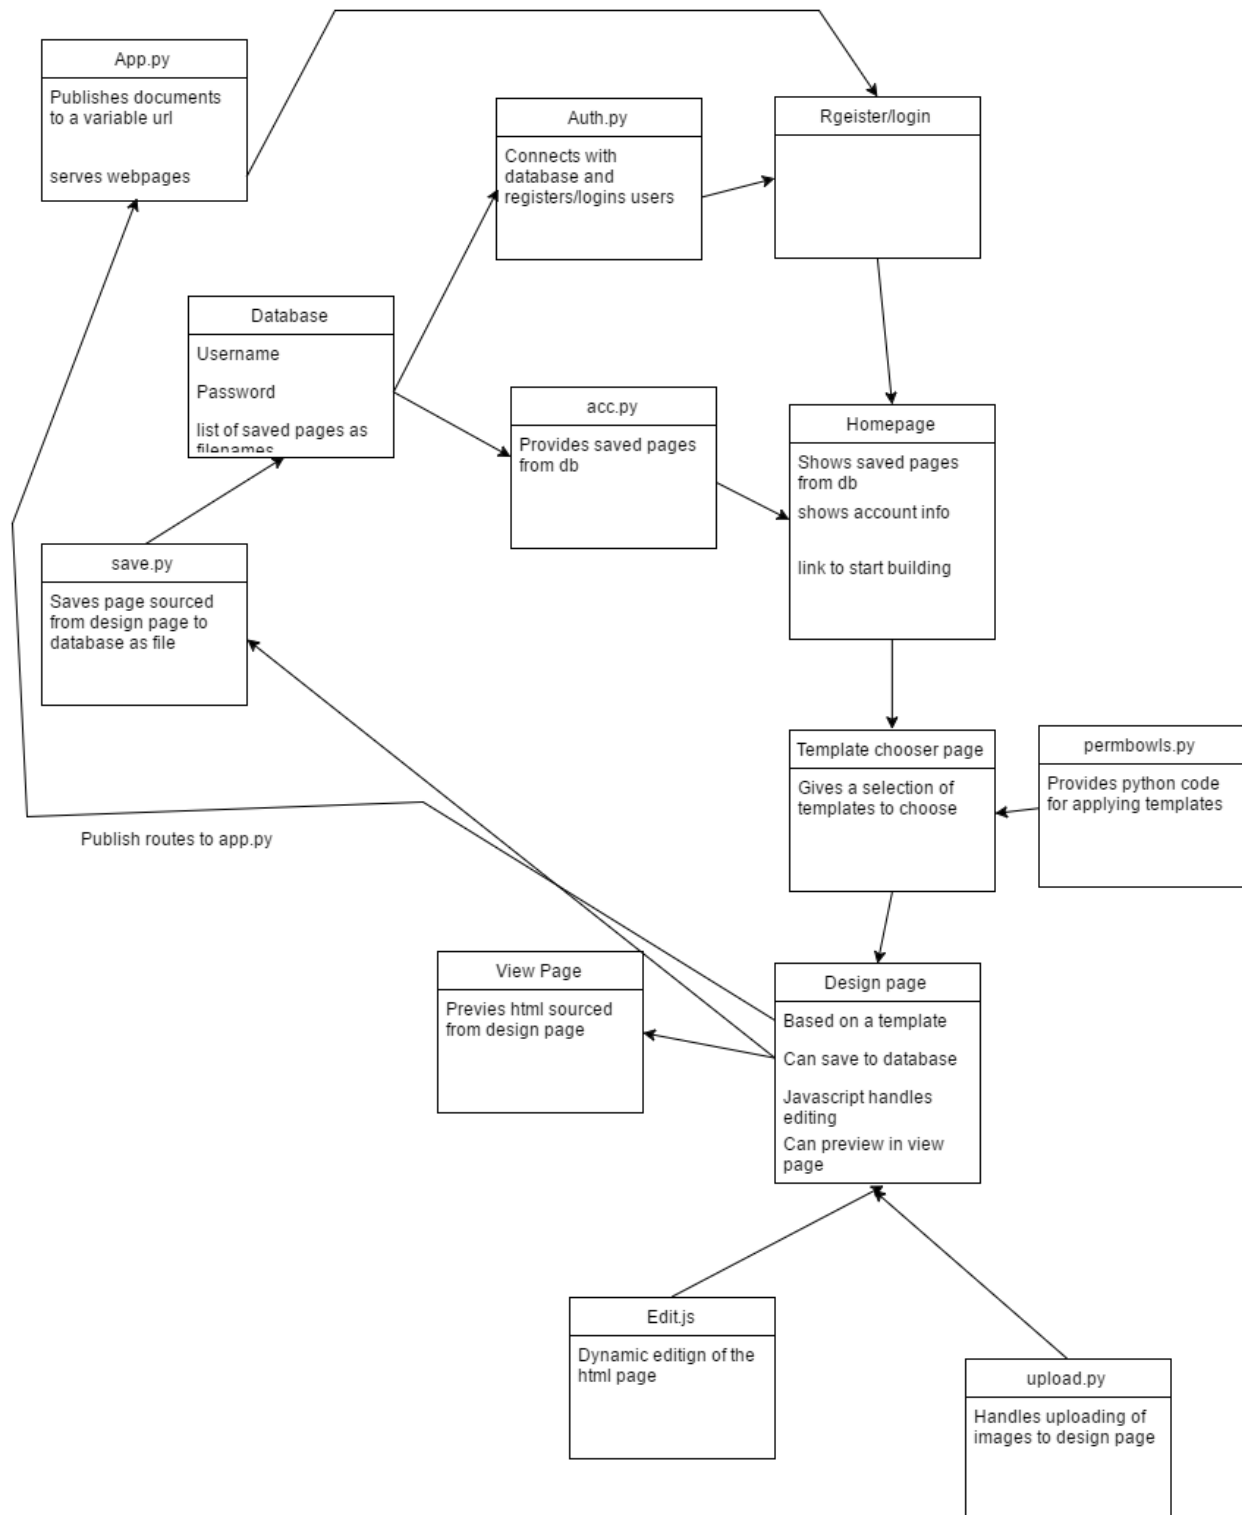 App.py
Publishes documents
to a variable url
serves webpages
Auth.py
Connects with
database and
registers/logins users
Rgeister/login
Database
Username
Password
list of saved pages as
filenames
acc.py
Provides saved pages
from db
Homepage
Shows saved pages
from db
shows account info
link to start building
save.py
Saves page sourced
from design page to
database as file
Template chooser page
Gives a selection of
templates to choose
permbowls.py
Provides python code
for applying templates
Publish routes to app.py
View Page
Previes html sourced
from design page
Design page
Based on a template
Can save to database
Javascript handles
editing
Can preview in view
page
Edit.js
Dynamic editign of the
html page
upload.py
Handles uploading of
images to design page